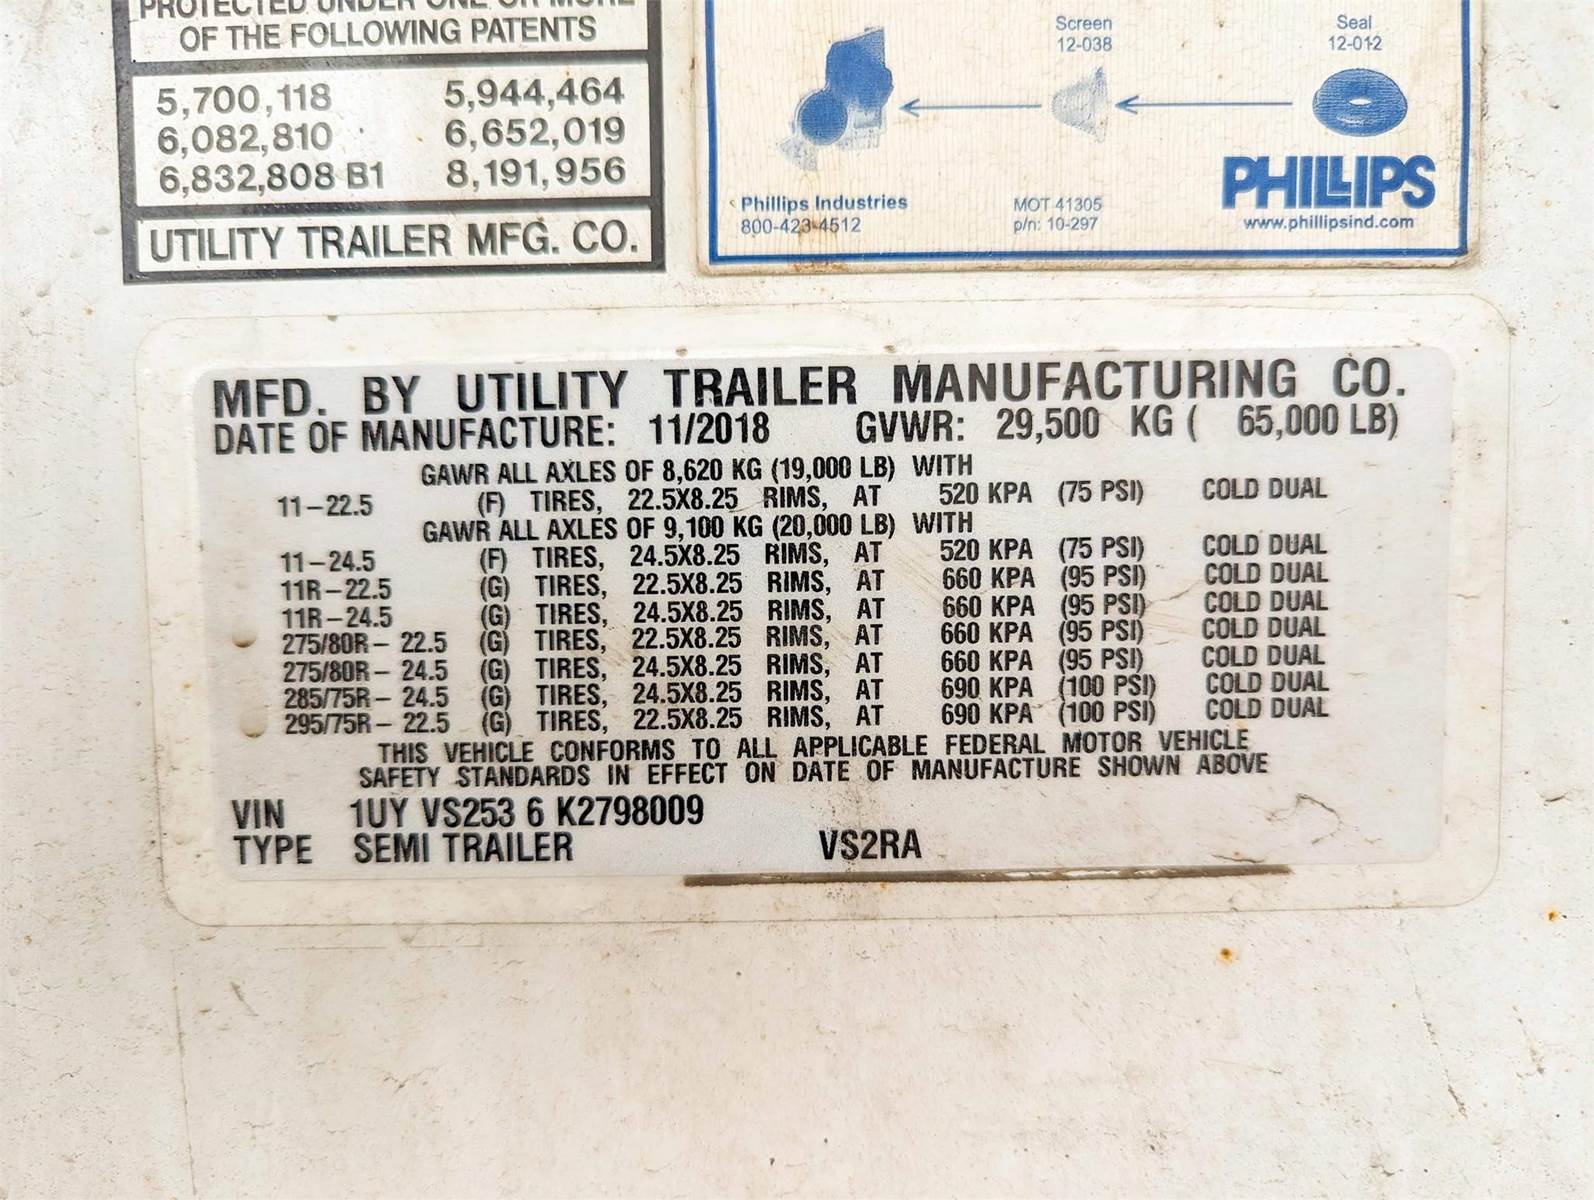 PROTECTED UNDER ONE OR MORE
OF THE FOLLOWING PATENTS
5,700,118 5,944,464
6,082,810 6,652,019
6,832,808 B1 8,191,956
UTILITY TRAILER MFG. CO.
Screen
12-038
Seal
12-012
PHILLIPS
Phillips Industries
800-423-4512
MOT 41305
p/n: 10-297
www.phillipsind.com
MFD. BY UTILITY TRAILER MANUFACTURING CO.
DATE OF MANUFACTURE: 11/2018 GVWR: 29,500 KG ( 65,000 LB)
GAWR ALL AXLES OF 8,620 KG (19,000 LB) WITH
11-22.5 (F) TIRES, 22.5X8.25 RIMS, AT 520 KPA (75 PSI) COLD DUAL
GAWR ALL AXLES OF 9,100 KG (20,000 LB) WITH
11-24.5 (F) TIRES, 24.5X8.25 RIMS, AT 520 KPA (75 PSI) COLD DUAL
11R-22.5 (G) TIRES, 22.5X8.25 RIMS, AT 660 KPA (95 PSI) COLD DUAL
11R-24.5 (G) TIRES, 24.5X8.25 RIMS, AT 660 KPA (95 PSI) COLD DUAL
275/80R- 22.5 (G) TIRES, 22.5X8.25 RIMS, AT 660 KPA (95 PSI) COLD DUAL
275/80R- 24.5 (G) TIRES, 24.5X8.25 RIMS, AT 660 KPA (95 PSI) COLD DUAL
285/75R- 24.5 (G) TIRES, 24.5X8.25 RIMS, AT 690 KPA (100 PSI) COLD DUAL
295/75R- 22.5 (G) TIRES, 22.5X8.25 RIMS, AT 690 KPA (100 PSI) COLD DUAL
THIS VEHICLE CONFORMS TO ALL APPLICABLE FEDERAL MOTOR VEHICLE
SAFETY STANDARDS IN EFFECT ON DATE OF MANUFACTURE SHOWN ABOVE
VIN 1UY VS253 6 K2798009
TYPE SEMI TRAILER VS2RA